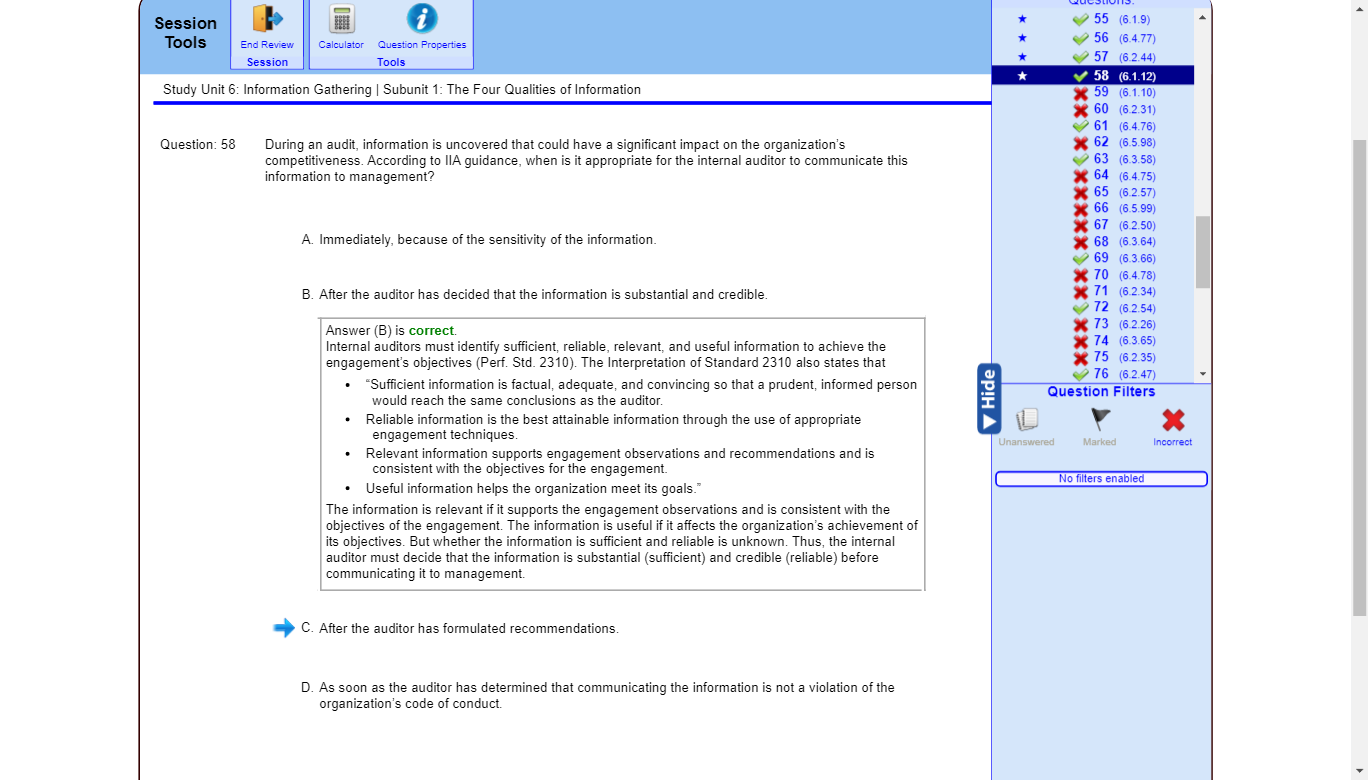 Session
Tools
End Review
Session
Calculator
Question Properties
Tools
Study Unit 6: Information Gathering | Subunit 1: The Four Qualities of Information
Question: 58
During an audit, information is uncovered that could have a significant impact on the organization's
competitiveness. According to IIA guidance, when is it appropriate for the internal auditor to communicate this
information to management?
A. Immediately, because of the sensitivity of the information.
B. After the auditor has decided that the information is substantial and credible.
Answer (B) is correct.
Internal auditors must identify sufficient, reliable, relevant, and useful information to achieve the
engagement's objectives (Perf. Std. 2310). The Interpretation of Standard 2310 also states that
• “Sufficient information is factual, adequate, and convincing so that a prudent, informed person
would reach the same conclusions as the auditor.
• Reliable information is the best attainable information through the use of appropriate
engagement techniques.
• Relevant information supports engagement observations and recommendations and is
consistent with the objectives for the engagement.
• Useful information helps the organization meet its goals.”
The information is relevant if it supports the engagement observations and is consistent with the
objectives of the engagement. The information is useful if it affects the organization's achievement of
its objectives. But whether the information is sufficient and reliable is unknown. Thus, the internal
auditor must decide that the information is substantial (sufficient) and credible (reliable) before
communicating it to management.
C. After the auditor has formulated recommendations.
D. As soon as the auditor has determined that communicating the information is not a violation of the
organization's code of conduct.
Questions:
55 (6.1.9)
56 (6.4.77)
57 (6.2.44)
58 (6.1.12)
59 (6.1.10)
60 (6.2.31)
61 (6.4.76)
62 (6.5.98)
63 (6.3.58)
64 (6.4.75)
65 (6.2.57)
66 (6.5.99)
67 (6.2.50)
68 (6.3.64)
69 (6.3.66)
70 (6.4.78)
71 (6.2.34)
72 (6.2.54)
73 (6.2.26)
74 (6.3.65)
75 (6.2.35)
76 (6.2.47)
Hide
Question Filters
Unanswered
Marked
Incorrect
No filters enabled